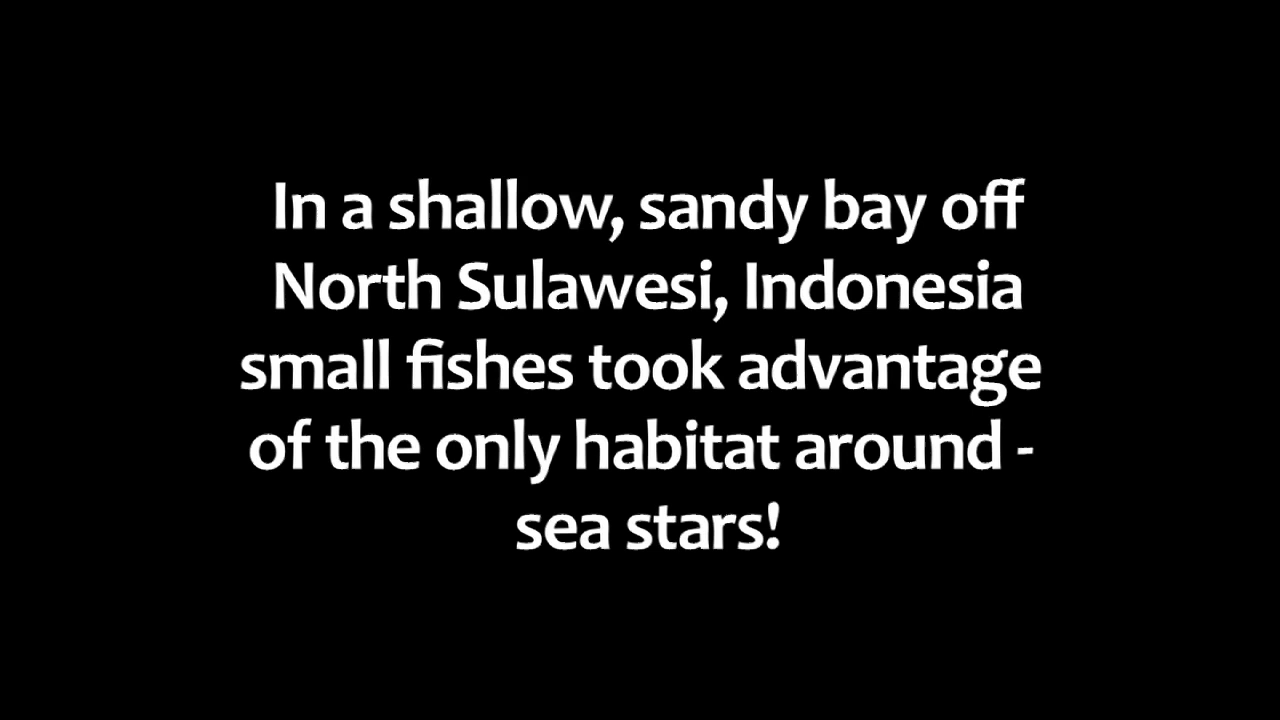 In a shallow, sandy bay off
North Sulawesi, Indonesia
small fishes took advantage
of the only habitat around -
sea stars!